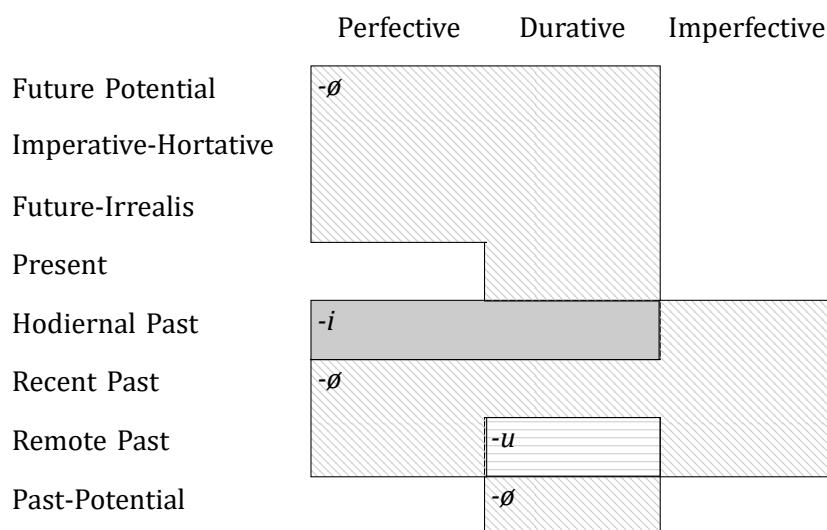 Perfective Durative Imperfective
Future Potential -ø
Imperative-Hortative
Future-Irrealis
Present
Hodiernal Past -i
Recent Past -ø
Remote Past -u
Past-Potential -ø